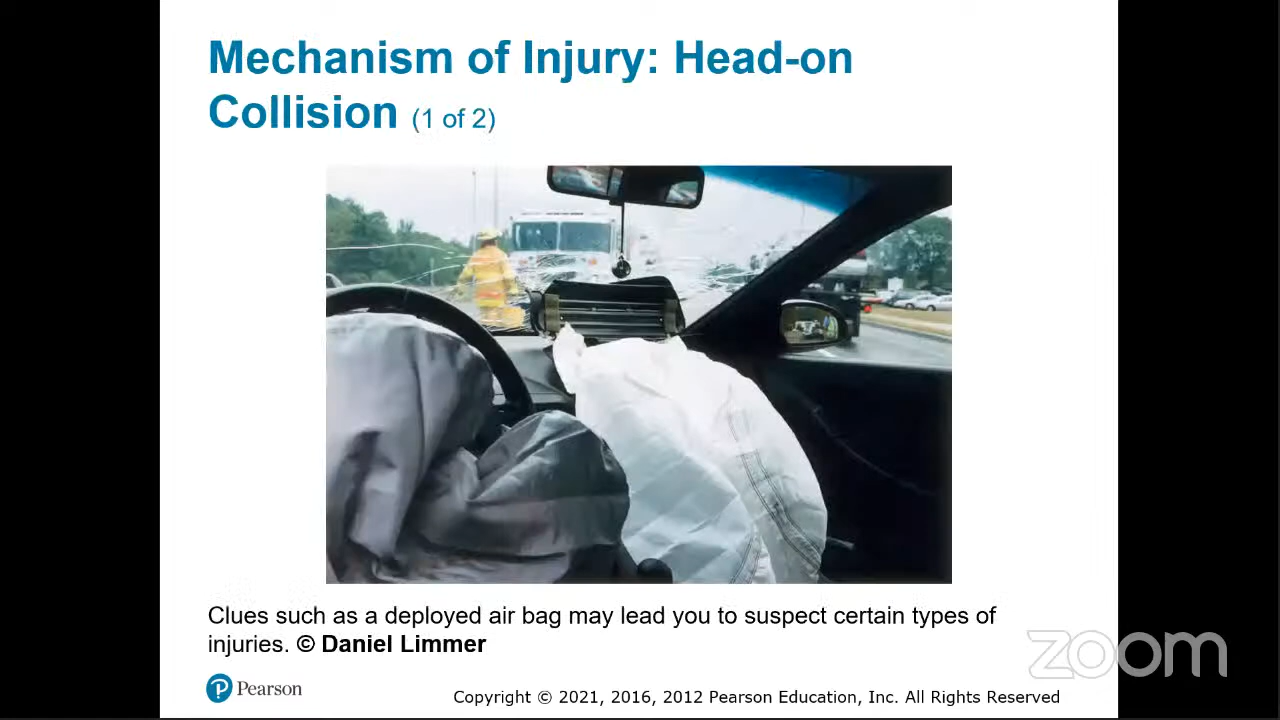 Mechanism of Injury: Head-on
Collision (1 of 2)
Clues such as a deployed air bag may lead you to suspect certain types of
injuries. © Daniel Limmer
zoom
Pearson
Copyright © 2021, 2016, 2012 Pearson Education, Inc. All Rights Reserved